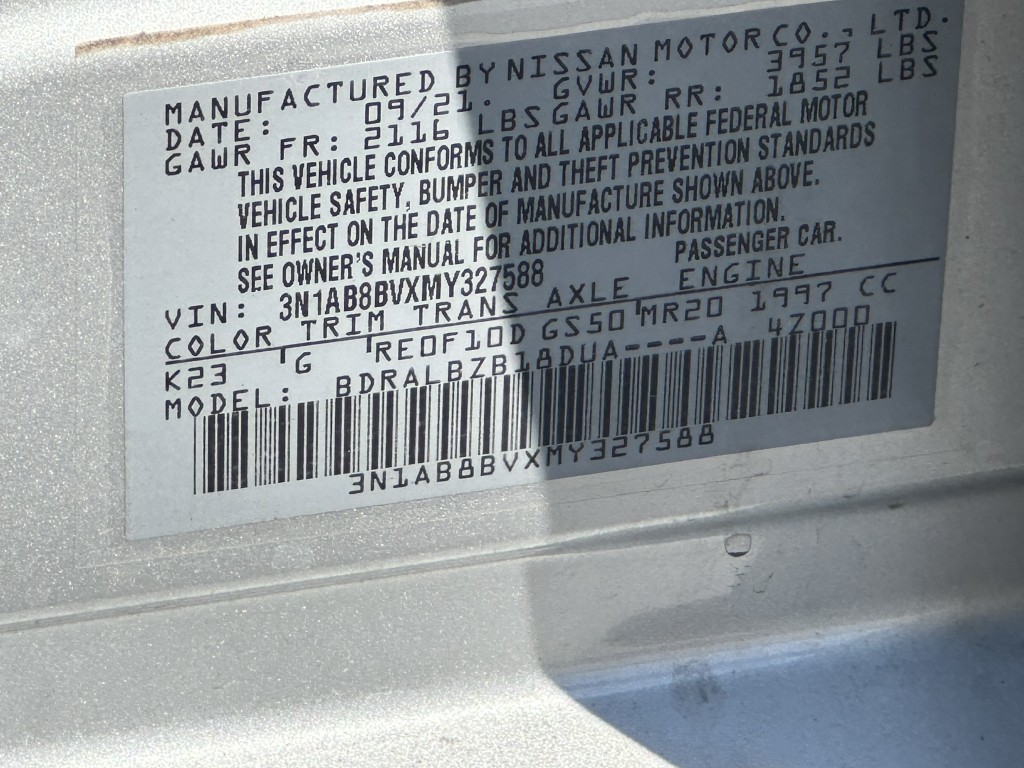 MANUFACTURED BY NISSAN MOTOR CO., LTD.
DATE: 09/21. GVWR: 3957 LBS
GAWR FR: 2116 LBS GAWR RR: 1852 LBS
THIS VEHICLE CONFORMS TO ALL APPLICABLE FEDERAL MOTOR
VEHICLE SAFETY, BUMPER AND THEFT PREVENTION STANDARDS
IN EFFECT ON THE DATE OF MANUFACTURE SHOWN ABOVE.
SEE OWNER'S MANUAL FOR ADDITIONAL INFORMATION.
PASSENGER CAR.
VIN: 3N1AB8BVXMY327588
COLOR TRIM TRANS AXLE ENGINE
K23 G RE0F10D GS50 MR20 1997 CC
MODEL: BDRALBZB18DUA----A 4Z000
3N1AB8BVXMY327588